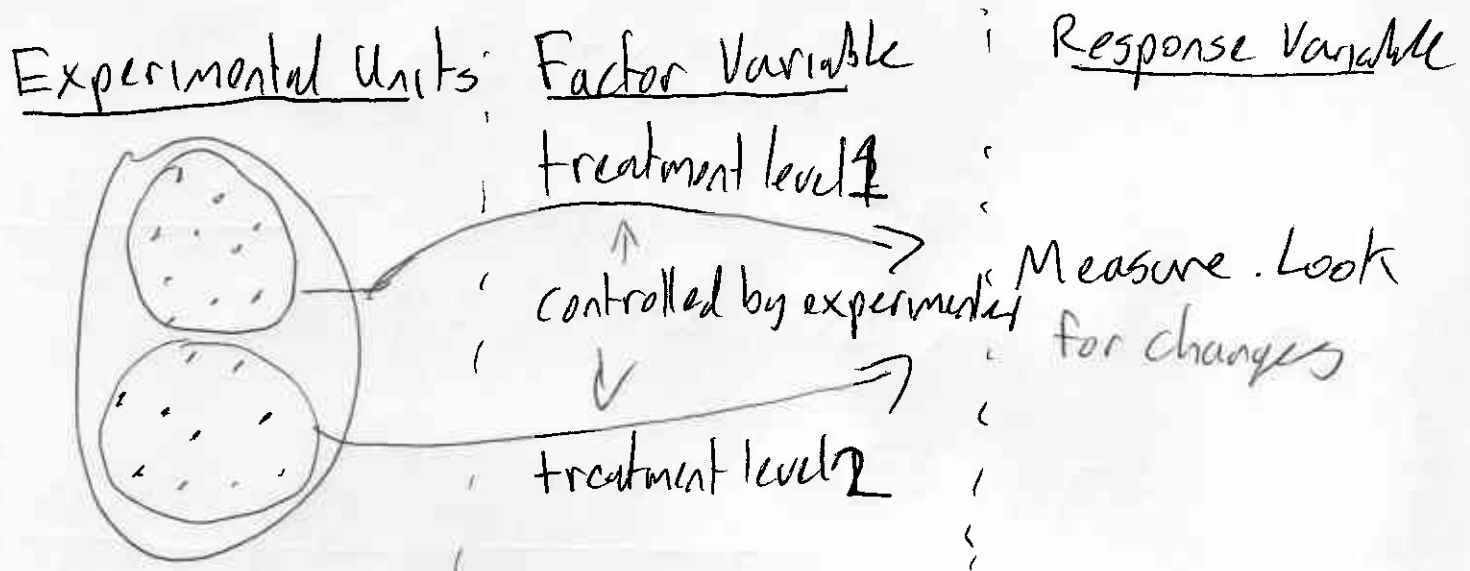 Experimental Units
Factor Variable
Response Variable
treatment level 1
controlled by experimenter
treatment level 2
Measure. Look
for changes